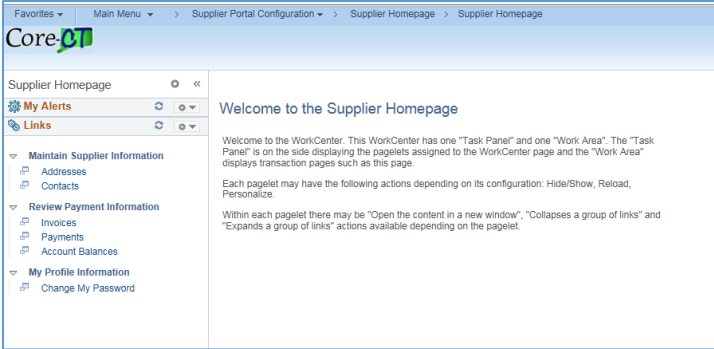 Favorites Main Menu > Supplier Portal Configuration > Supplier Homepage > Supplier Homepage
Core-CT
Supplier Homepage «
My Alerts
Links
Maintain Supplier Information
Addresses
Contacts
Review Payment Information
Invoices
Payments
Account Balances
My Profile Information
Change My Password
Welcome to the Supplier Homepage
Welcome to the WorkCenter. This WorkCenter has one "Task Panel" and one "Work Area". The "Task
Panel" is on the side displaying the pagelets assigned to the WorkCenter page and the "Work Area"
displays transaction pages such as this page.
Each pagelet may have the following actions depending on its configuration: Hide/Show, Reload,
Personalize.
Within each pagelet there may be "Open the content in a new window", "Collapses a group of links" and
"Expands a group of links" actions available depending on the pagelet.